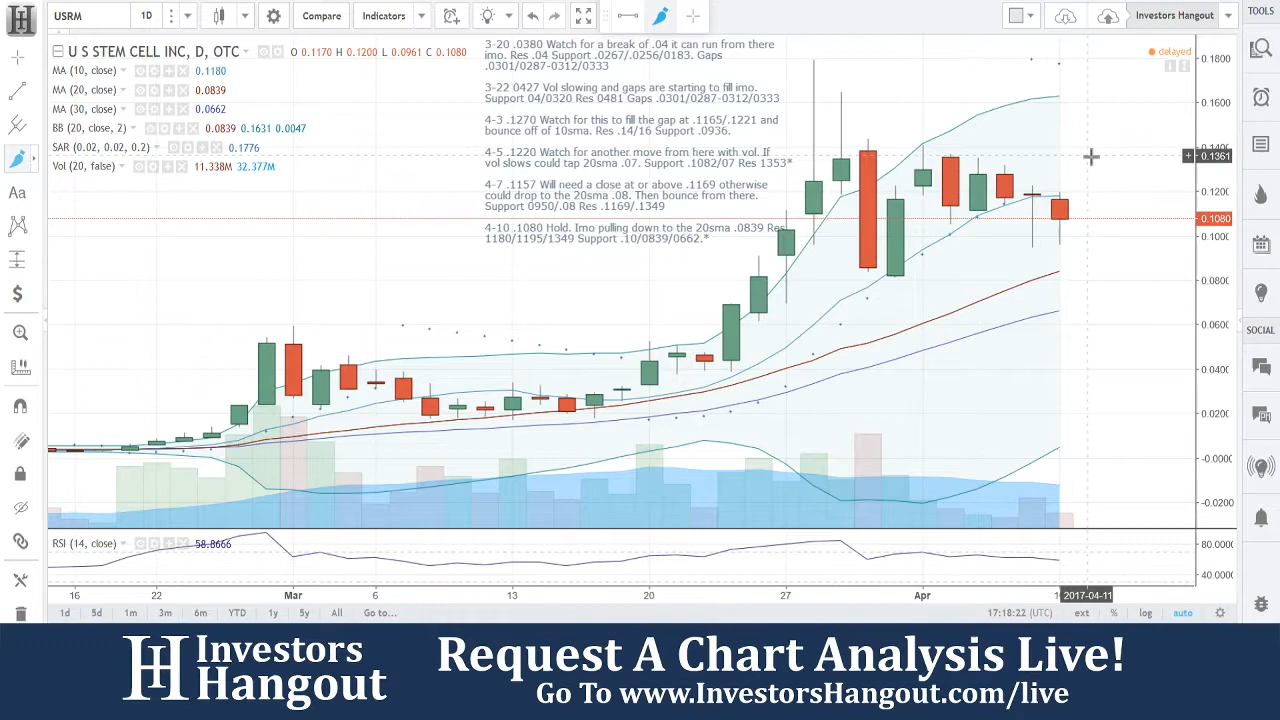 USRM 1D Compare Indicators Investors Hangout TOOLS
U S STEM CELL INC, D, OTC O 0.1170 H 0.1200 L 0.0961 C 0.1080
MA (10, close) 0.1180
MA (20, close) 0.0839
MA (30, close) 0.0662
BB (20, close, 2) 0.0839 0.1631 0.0047
SAR (0.02, 0.02, 0.2) 0.1776
Vol (20, false) 11.338M 32.377M
3-20 .0380 Watch for a break of .04 it can run from there
imo. Res .04 Support .0267/.0256/0183. Gaps
.0301/0287-0312/0333
3-22 0427 Vol slowing and gaps are starting to fill imo.
Support 04/0320 Res 0481 Gaps .0301/0287-0312/0333
4-3 .1270 Watch for this to fill the gap at .1165/.1221 and
bounce off of 10sma. Res .14/16 Support .0936.
4-5 .1220 Watch for another move from here with vol. If
vol slows could tap 20sma .07. Support .1082/07 Res 1353*
4-7 .1157 Will need a close at or above .1169 otherwise
could drop to the 20sma .08. Then bounce from there.
Support 0950/.08 Res .1169/.1349
4-10 .1080 Hold. Imo pulling down to the 20sma .0839 Res
1180/1195/1349 Support .10/0839/0662.*
delayed
0.1800
0.1600
0.1361
0.1200
0.1080
0.1000
0.0800
0.0600
0.0400
0.0200
-0.0000
-0.0200
SOCIAL
RSI (14, close) 58.8666
80.0000
40.0000
16 22 Mar 6 13 20 27 Apr 2017-04-11
1d 5d 1m 3m 6m YTD 1y 5y All Go to... 17:18:22 (UTC) ext % log auto
Investors
Hangout
Request A Chart Analysis Live!
Go To www.InvestorsHangout.com/live